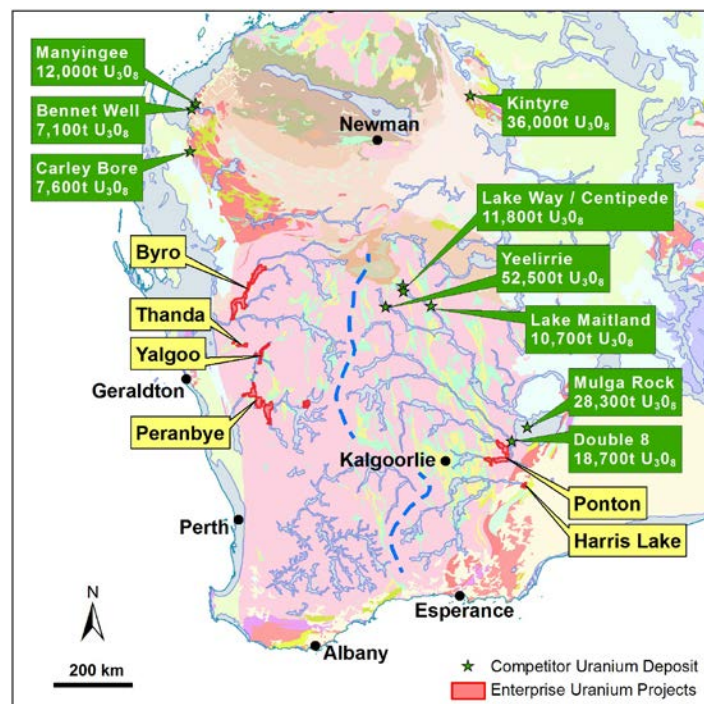 Manyingee
12,000t U₃0₈
Bennet Well
7,100t U₃0₈
Carley Bore
7,600t U₃0₈
Kintyre
36,000t U₃0₈
Newman
Lake Way / Centipede
11,800t U₃0₈
Yeelirrie
52,500t U₃0₈
Lake Maitland
10,700t U₃0₈
Byro
Thanda
Yalgoo
Geraldton
Peranbye
Mulga Rock
28,300t U₃0₈
Double 8
18,700t U₃0₈
Kalgoorlie
Ponton
Harris Lake
Perth
N
Esperance
200 km
Albany
Competitor Uranium Deposit
Enterprise Uranium Projects